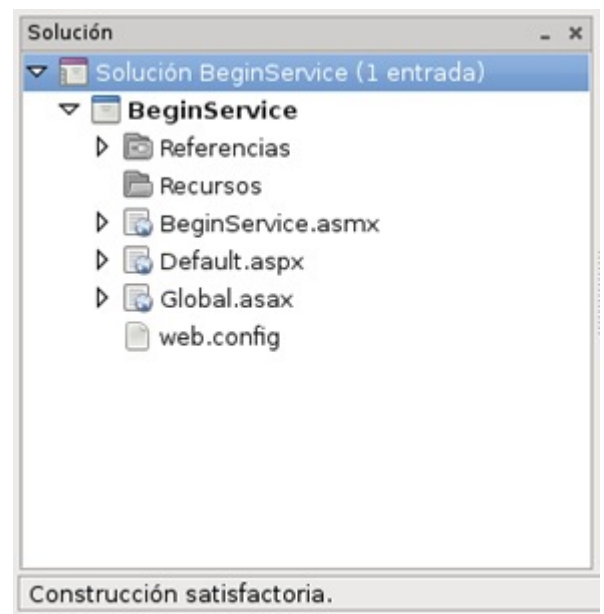 Solución
Solución BeginService (1 entrada)
BeginService
Referencias
Recursos
BeginService.asmx
Default.aspx
Global.asax
web.config
Construcción satisfactoria.